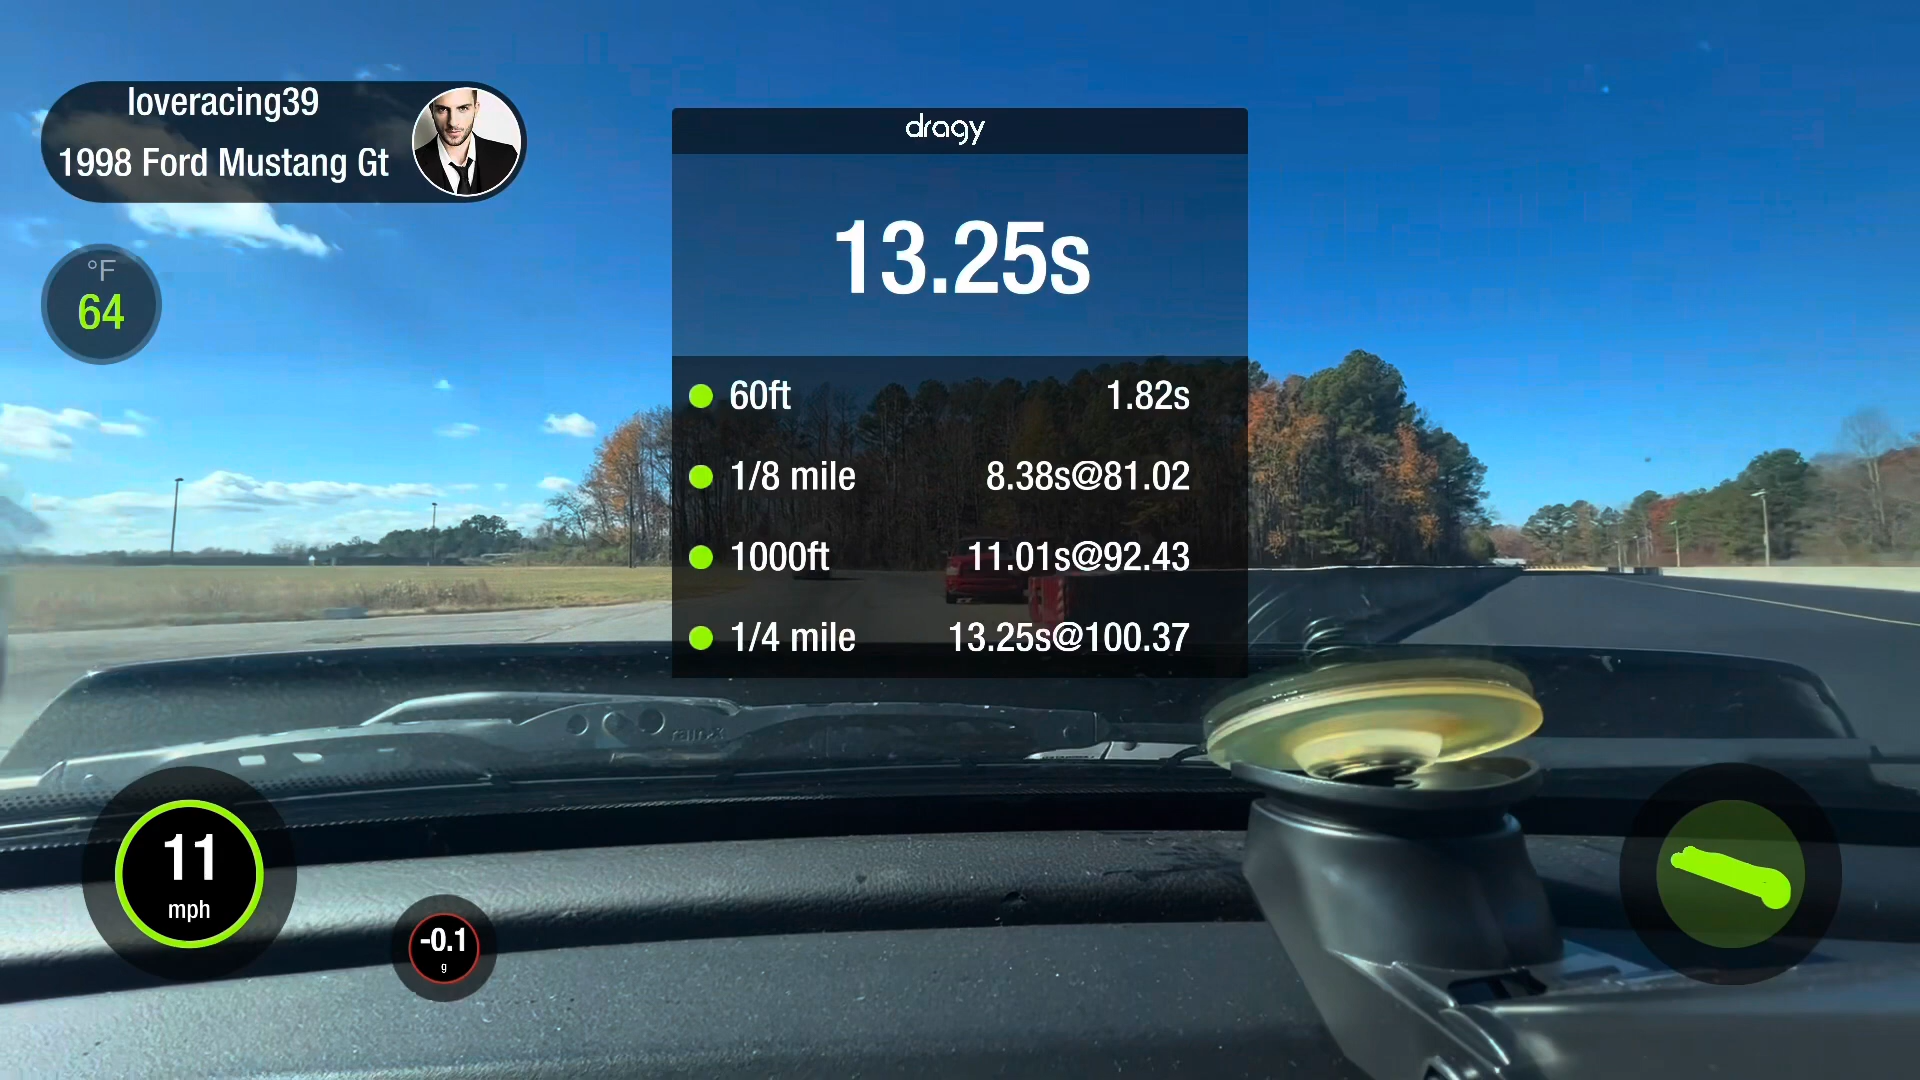 loveracing39
1998 Ford Mustang Gt
°F
64
dragy
13.25s
60ft 1.82s
1/8 mile 8.38s@81.02
1000ft 11.01s@92.43
1/4 mile 13.25s@100.37
rain-X
11
mph
-0.1
g